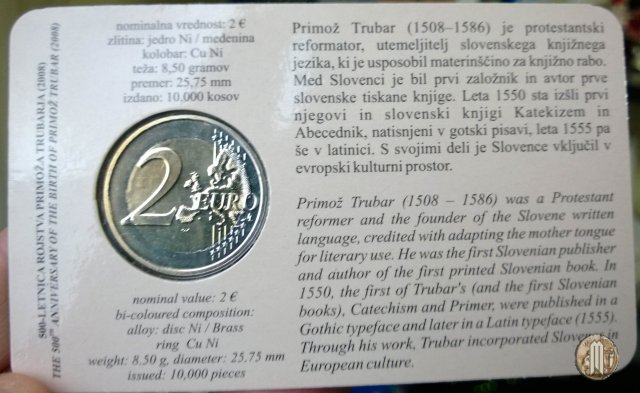 500-LETNICA ROJSTVA PRIMOŽA TRUBARJA (2008)
THE 500TH ANNIVERSARY OF THE BIRTH OF PRIMOŽ TRUBAR (2008)
nominalna vrednost: 2 €
zlitina: jedro Ni / medenina
kolobar: Cu Ni
teža: 8,50 gramov
premer: 25,75 mm
izdano: 10.000 kosov
2 EURO
nominal value: 2 €
bi-coloured composition:
alloy: disc Ni / Brass
ring Cu Ni
weight: 8.50 g, diameter: 25.75 mm
issued: 10,000 pieces
Primož Trubar (1508–1586) je protestantski
reformator, utemeljitelj slovenskega knjižnega
jezika, ki je usposobil materinščino za knjižno rabo.
Med Slovenci je bil prvi založnik in avtor prve
slovenske tiskane knjige. Leta 1550 sta izšli prvi
njegovi in slovenski knjigi Katekizem in
Abecednik, natisnjeni v gotski pisavi, leta 1555 pa
še v latinici. S svojimi deli je Slovence vključil v
evropski kulturni prostor.
Primož Trubar (1508 – 1586) was a Protestant
reformer and the founder of the Slovene written
language, credited with adapting the mother tongue
for literary use. He was the first Slovenian publisher
and author of the first printed Slovenian book. In
1550, the first of Trubar's (and the first Slovenian
books), Catechism and Primer, were published in a
Gothic typeface and later in a Latin typeface (1555).
Through his work, Trubar incorporated Slovenes in
European culture.